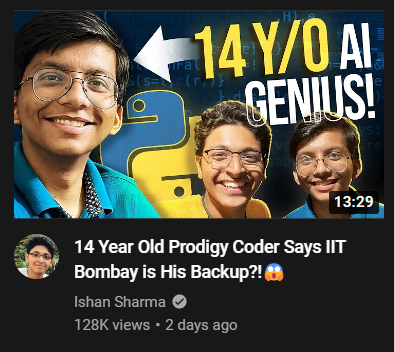 14 Y/O AI
GENIUS!
13:29
14 Year Old Prodigy Coder Says IIT
Bombay is His Backup?!😱
Ishan Sharma
128K views • 2 days ago